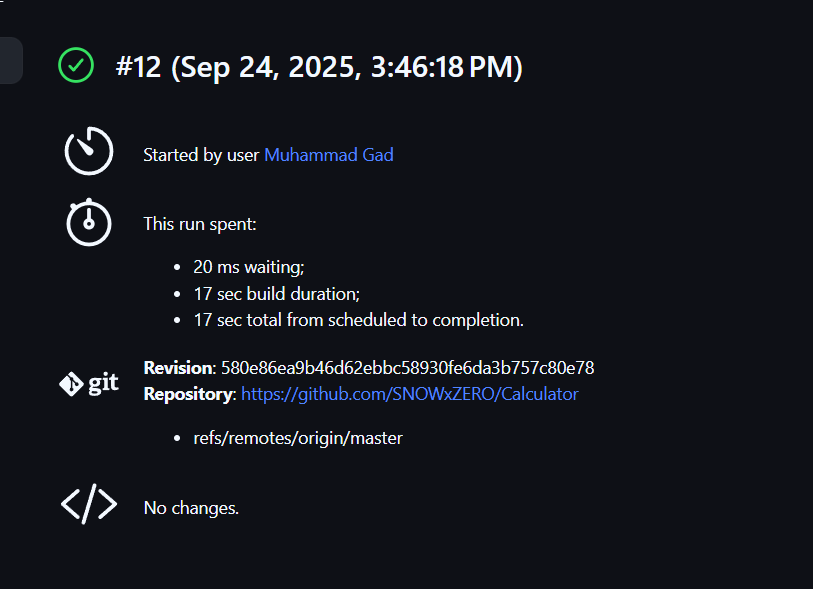 #12 (Sep 24, 2025, 3:46:18 PM)
Started by user Muhammad Gad
This run spent:
• 20 ms waiting;
• 17 sec build duration;
• 17 sec total from scheduled to completion.
git
Revision: 580e86ea9b46d62ebbc58930fe6da3b757c80e78
Repository: https://github.com/SNOWxZERO/Calculator
• refs/remotes/origin/master
</> No changes.